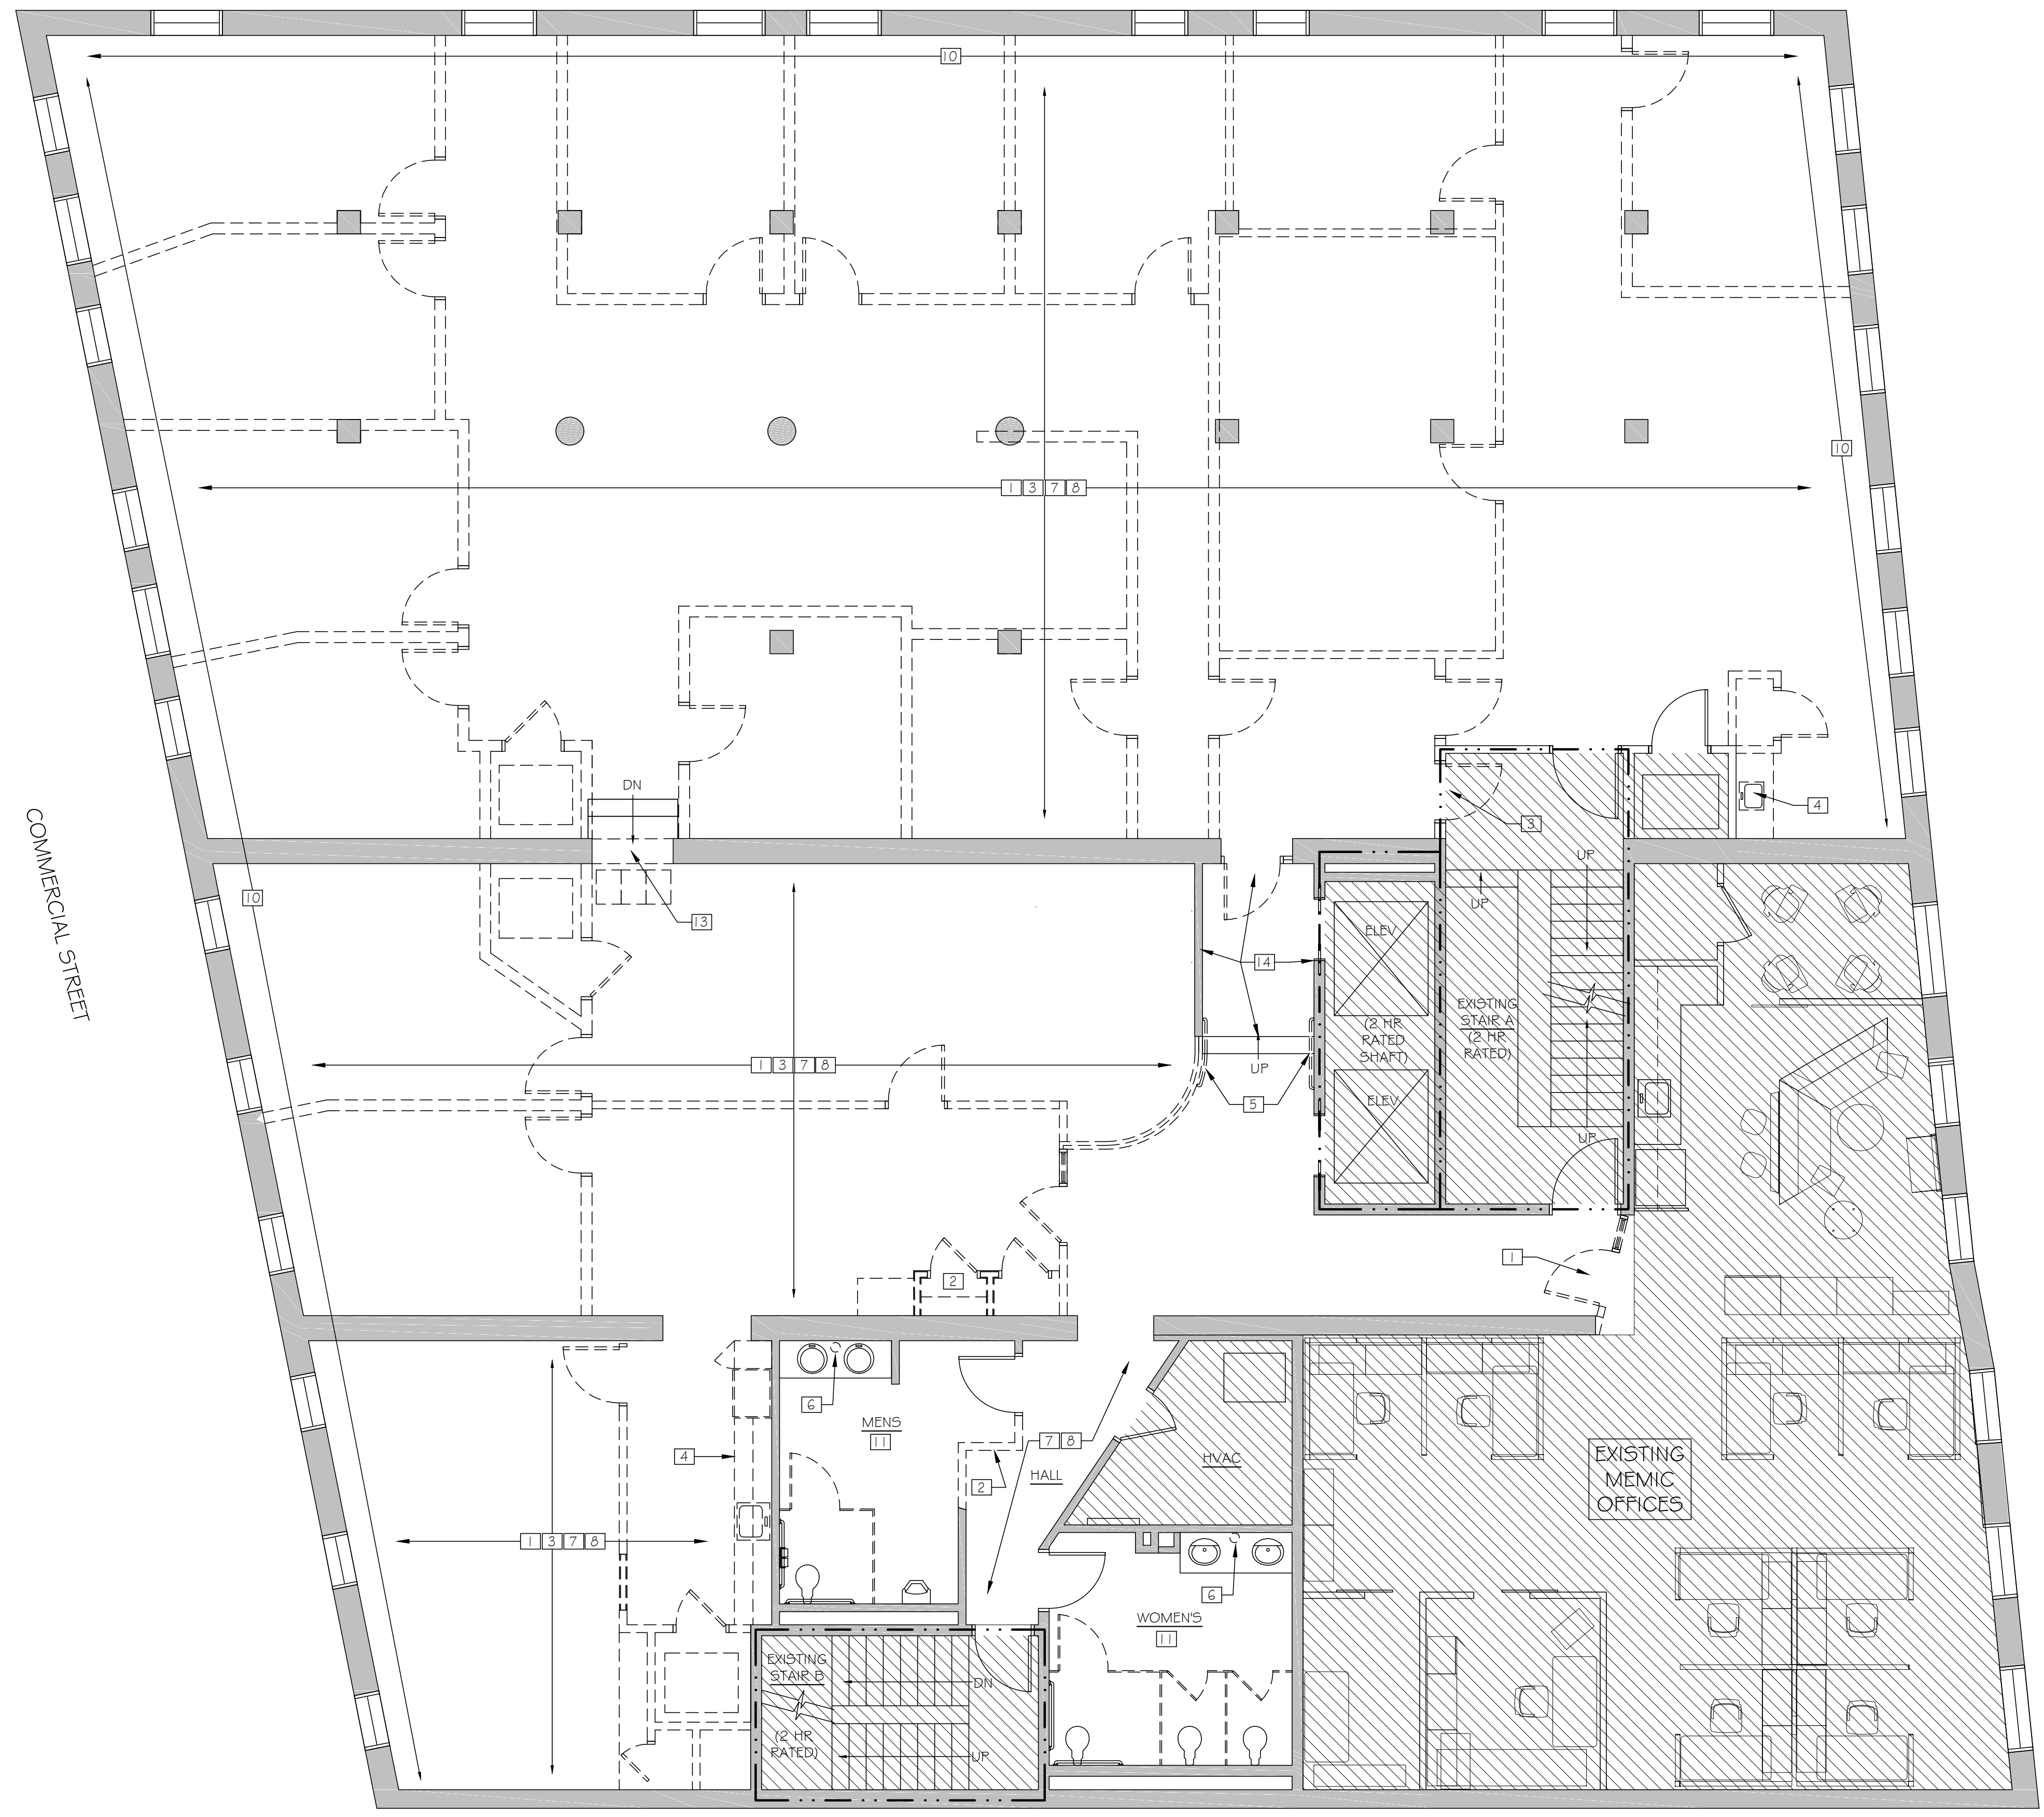 10
10
1 3 7 8
DN
3
4
COMMERCIAL STREET
10
13
UP
UP
ELEV
14
EXISTING
STAIR A
(2 HR
RATED)
(2 HR
RATED
SHAFT)
1 3 7 8
UP
5
ELEV
UP
1
2
6
MENS
11
7 8
4
HALL
2
HVAC
EXISTING
MEMIC
OFFICES
1 3 7 8
6
WOMEN'S
11
EXISTING
STAIR B
DN
(2 HR
RATED)
UP